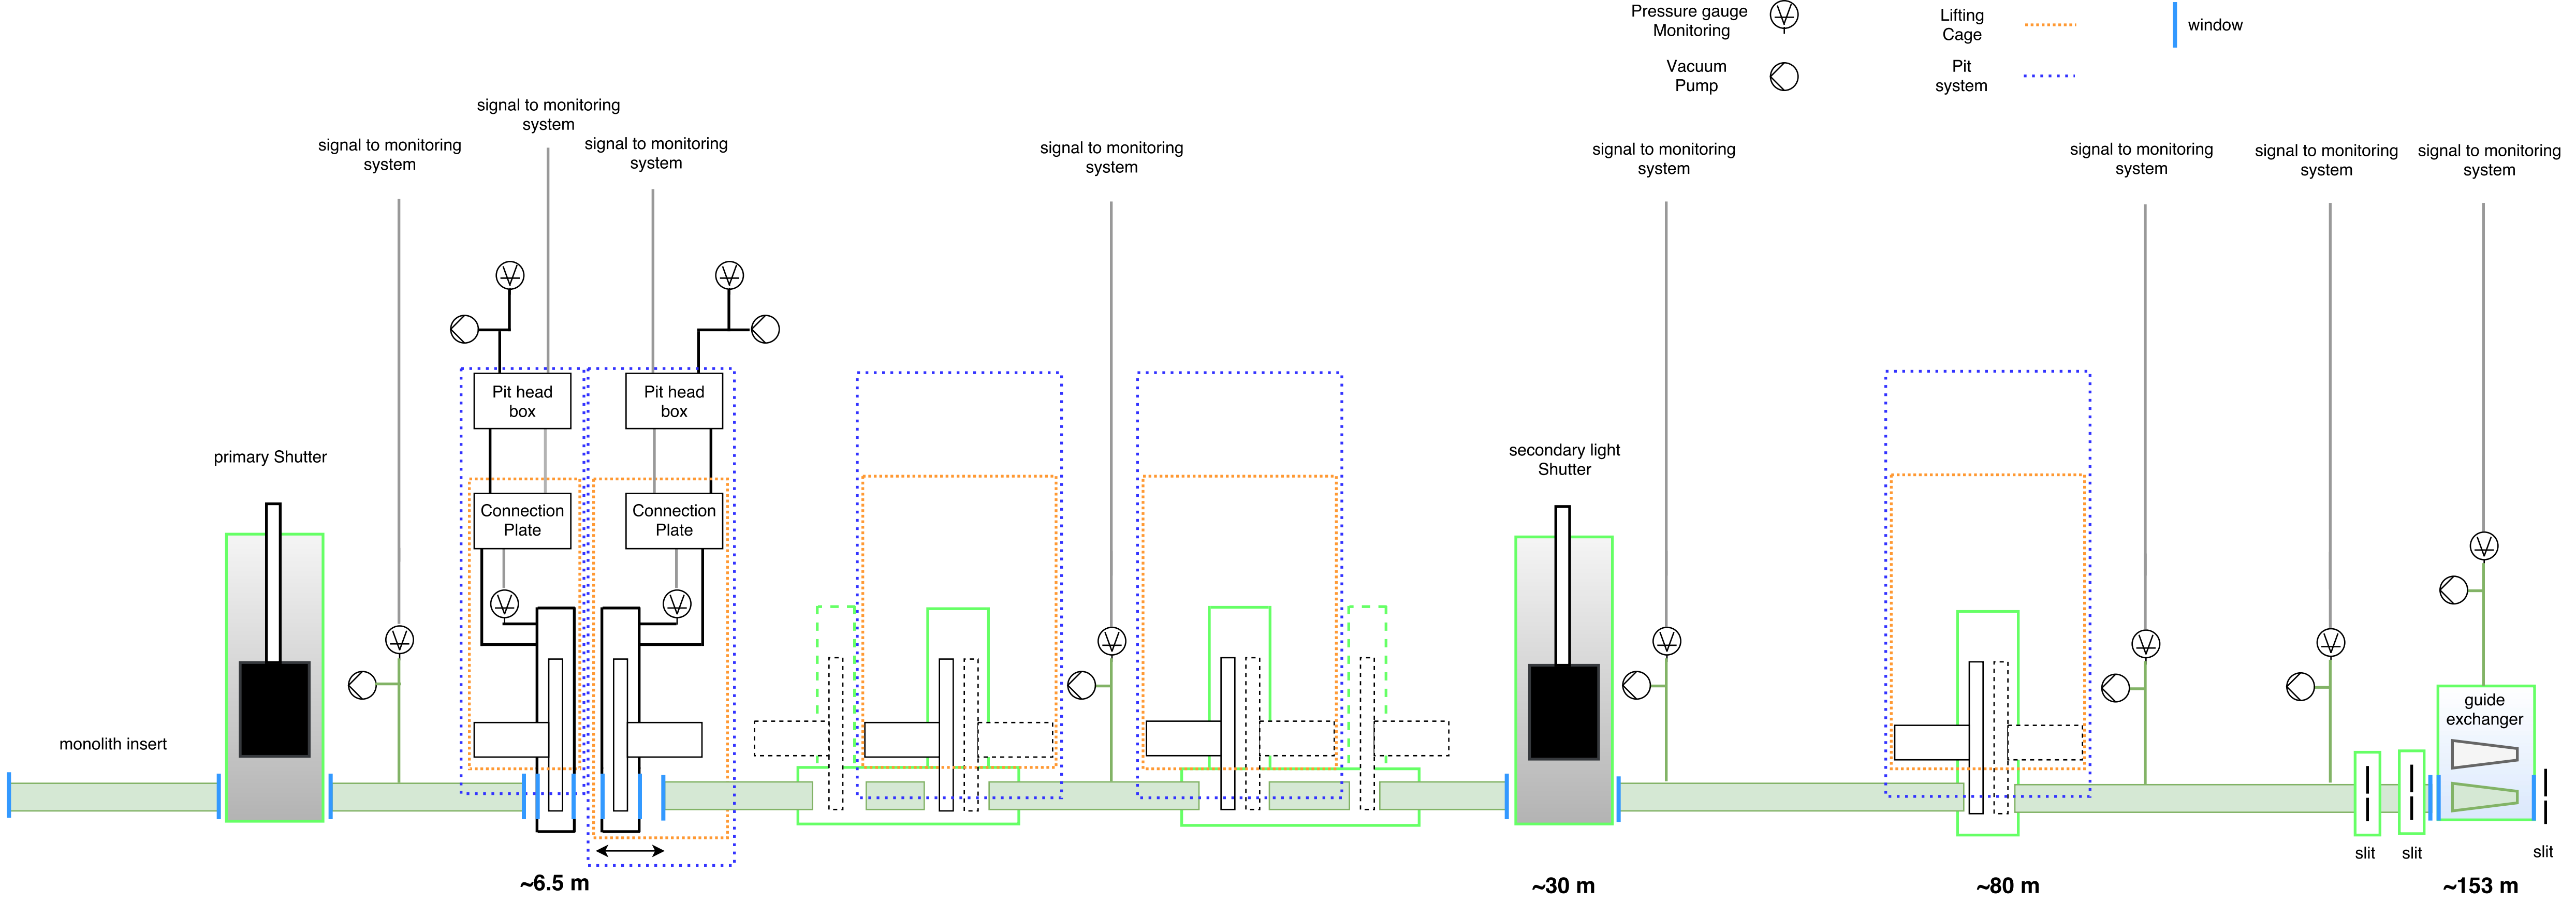 Pressure gauge
Monitoring
Lifting
Cage
window
Vacuum
Pump
Pit
system
signal to monitoring
system
signal to monitoring
system
signal to monitoring
system
signal to monitoring
system
signal to monitoring
system
signal to monitoring
system
signal to monitoring
system
signal to monitoring
system
Pit head
box
Pit head
box
primary Shutter
secondary light
Shutter
Connection
Plate
Connection
Plate
monolith insert
guide
exchanger
slit
slit
slit
~6.5 m
~30 m
~80 m
~153 m